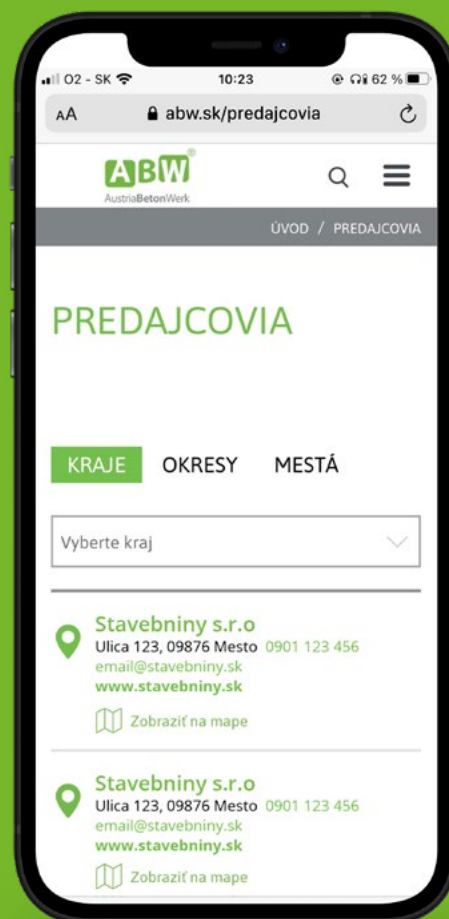 O2 - SK
10:23
62 %
AA
abw.sk/predajcovia
ABW®
AustriaBetonWerk
ÚVOD / PREDAJCOVIA
PREDAJCOVIA
KRAJE OKRESY MESTÁ
Vyberte kraj
Stavebniny s.r.o
Ulica 123, 09876 Mesto 0901 123 456
email@stavebniny.sk
www.stavebniny.sk
Zobraziť na mape
Stavebniny s.r.o
Ulica 123, 09876 Mesto 0901 123 456
email@stavebniny.sk
www.stavebniny.sk
Zobraziť na mape